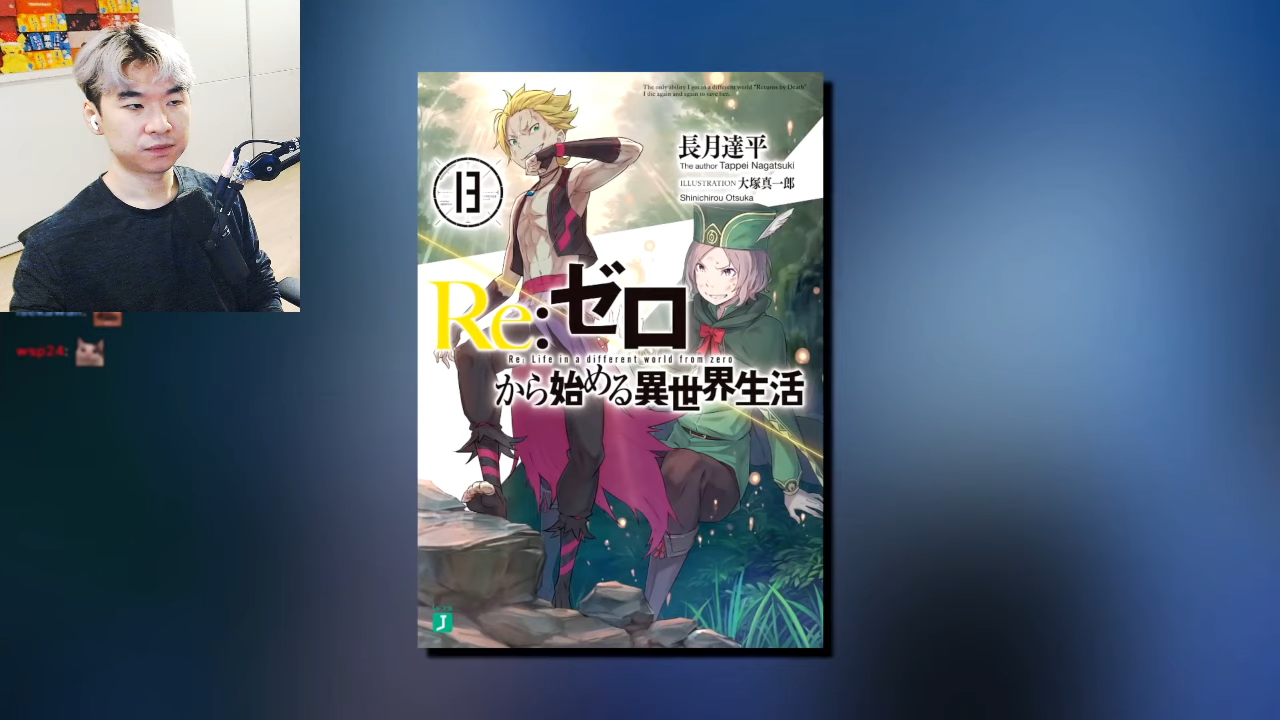 wsp24:
The only ability I got in a different world "Returns by Death"
I die again and again to save her.
長月達平
The author Tappei Nagatsuki
ILLUSTRATION 大塚真一郎
Shinichirou Otsuka
13
Re:ゼロ
Re: Life in a different world from zero
から始める異世界生活
J